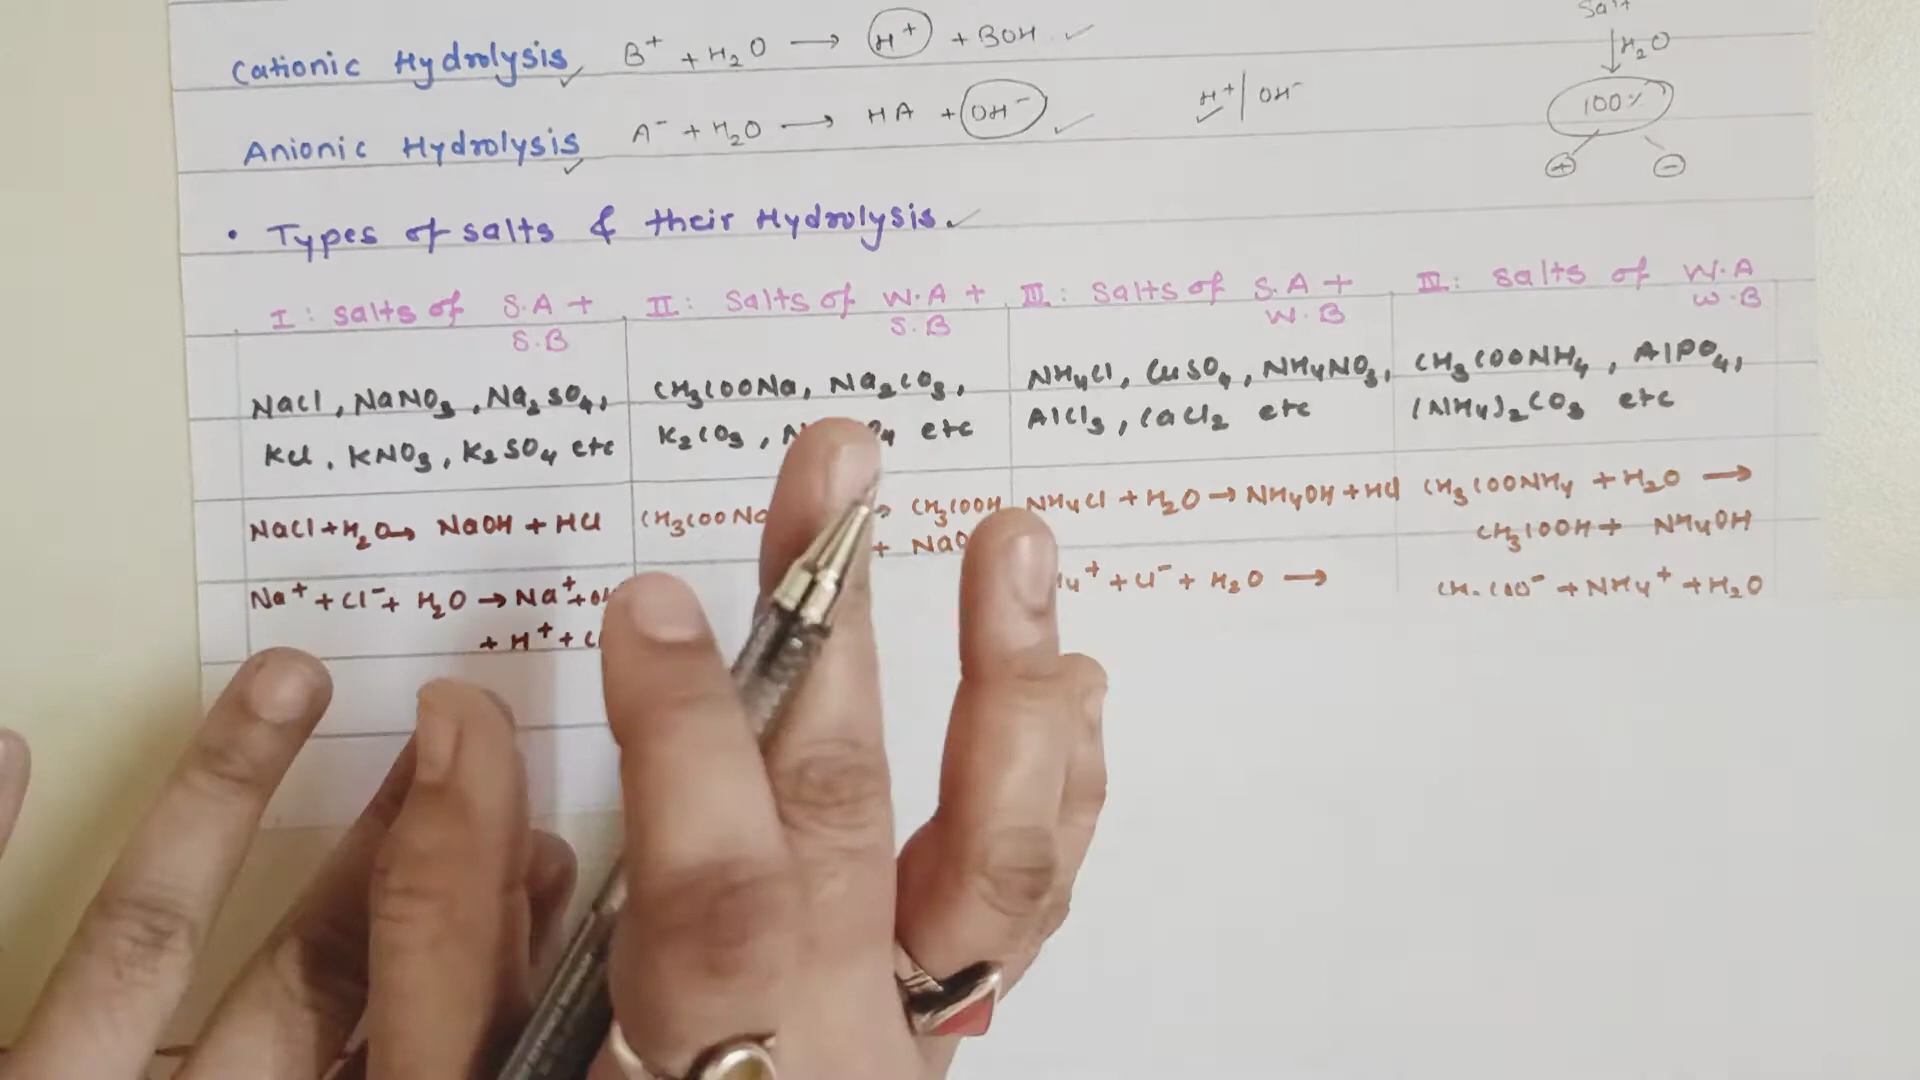 Salt
Cationic Hydrolysis B⁺ + H₂O → H⁺ + BOH
↓ H₂O
100%
Anionic Hydrolysis A⁻ + H₂O → HA + OH⁻
H⁺ | OH⁻
+ −
• Types of salts & their Hydrolysis
I : salts of S.A + S.B
II : Salts of W.A + S.B
III : Salts of S.A + W.B
Salts of W.A W.B
NaCl, NaNO₃, Na₂SO₄,
KCl, KNO₃, K₂SO₄ etc
CH₃COONa, Na₂CO₃,
K₂CO₃, etc
NH₄Cl, CuSO₄, NH₄NO₃,
AlCl₃, CaCl₂ etc
CH₃COONH₄, AlPO₄,
(NH₄)₂CO₃ etc
NaCl + H₂O → NaOH + HCl
CH₃COONa → CH₃COOH
+
NH₄Cl + H₂O → NH₄OH + HCl
CH₃COONH₄ + H₂O →
CH₃COOH + NH₄OH
Na⁺ + Cl⁻ + H₂O → Na⁺ +
+ H⁺ +
+ Cl⁻ + H₂O →
CH₃COO⁻ + NH₄⁺ + H₂O